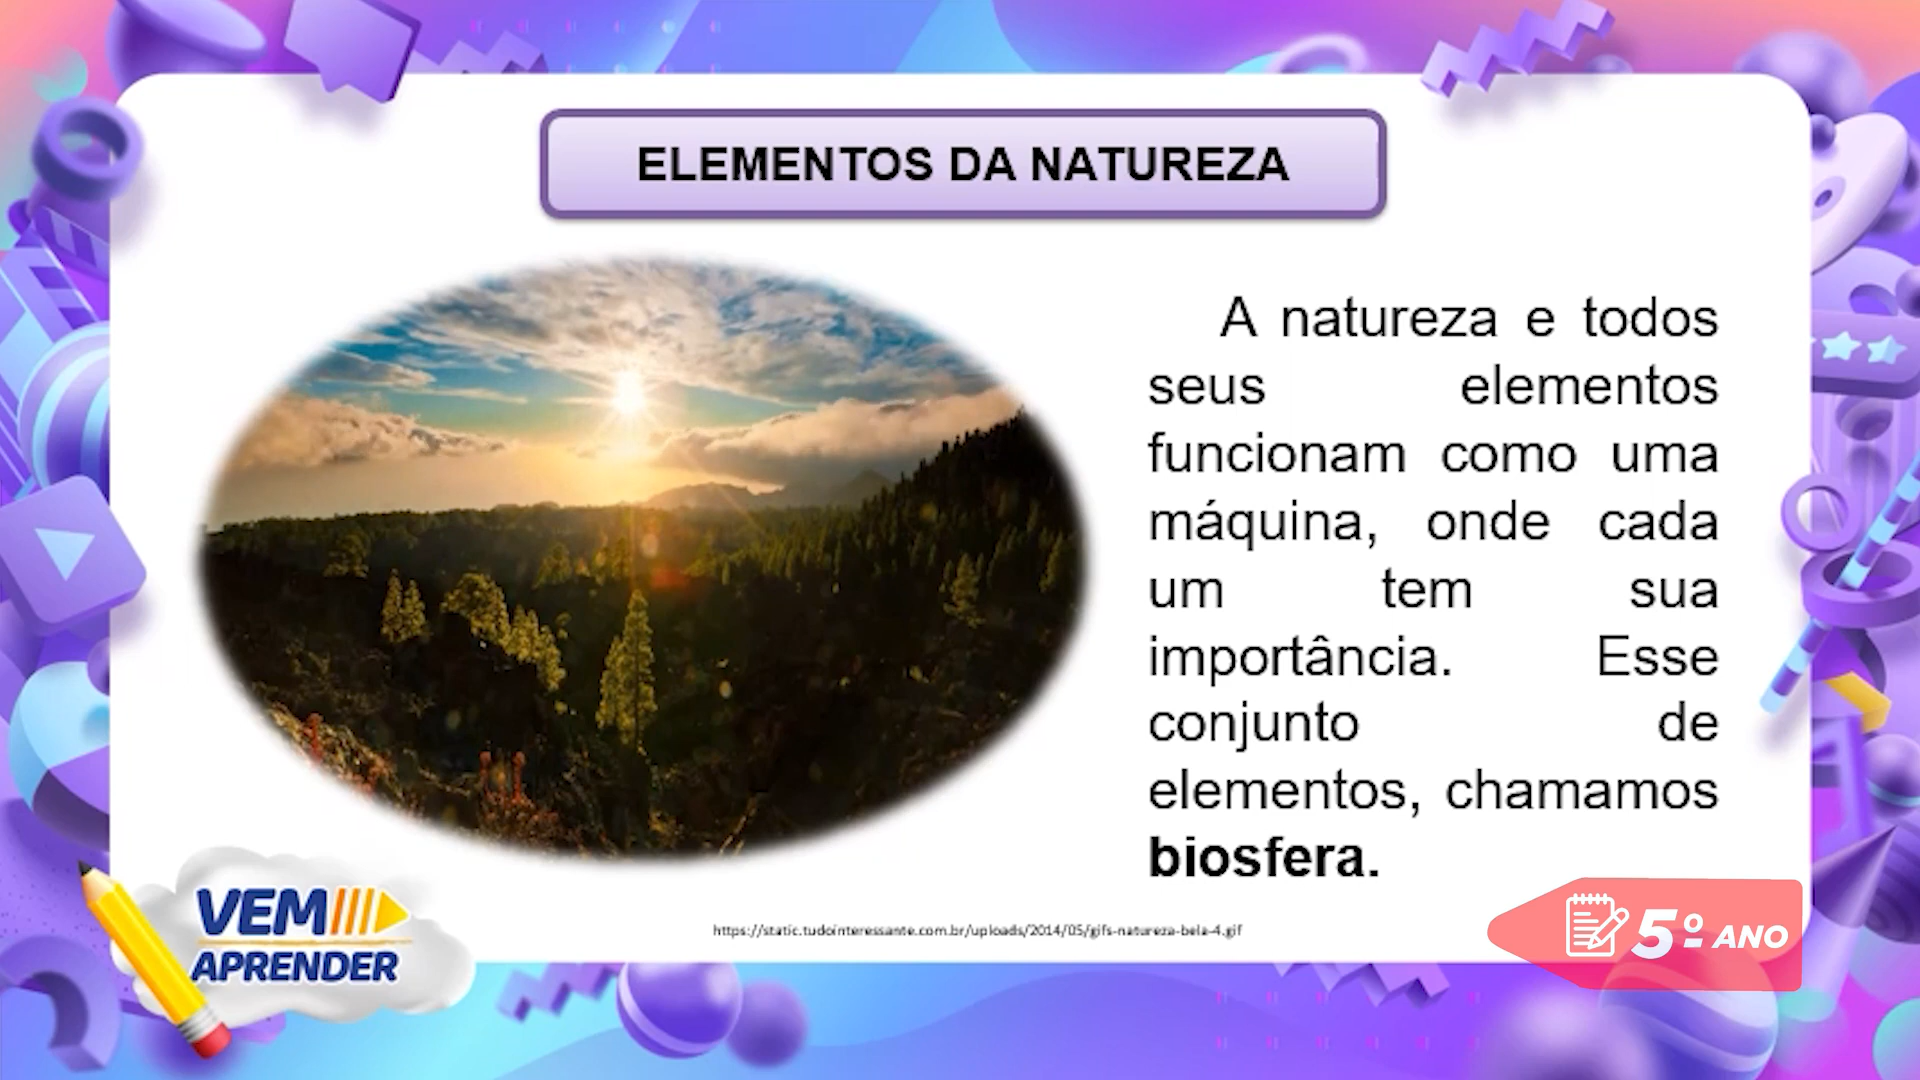 ELEMENTOS DA NATUREZA
A natureza e todos
seus elementos
funcionam como uma
máquina, onde cada
um tem sua
importância. Esse
conjunto de
elementos, chamamos
biosfera.
https://static.tudointeressante.com.br/uploads/2014/05/gifs-natureza-bela-4.gif
VEM
APRENDER
5º ANO